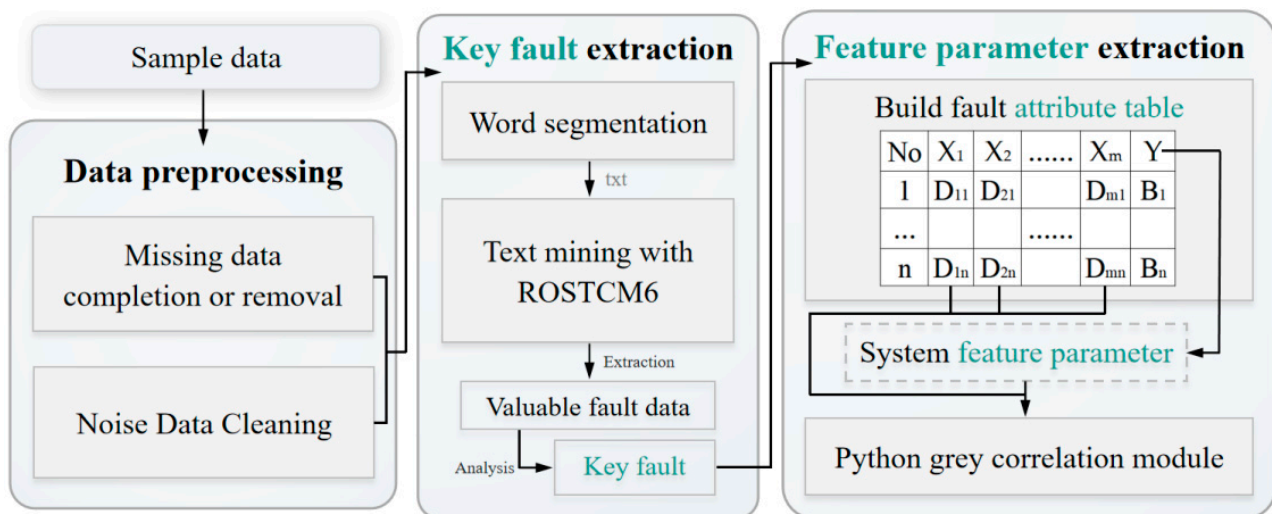 Sample data
Data preprocessing
Missing data
completion or removal
Noise Data Cleaning
Key fault extraction
Word segmentation
txt
Text mining with
ROSTCM6
Extraction
Valuable fault data
Analysis
Key fault
Feature parameter extraction
Build fault attribute table
No X₁ X₂ ...... Xₘ Y
1 D₁₁ D₂₁ Dₘ₁ B₁
... ......
n D₁ₙ D₂ₙ Dₘₙ Bₙ
System feature parameter
Python grey correlation module